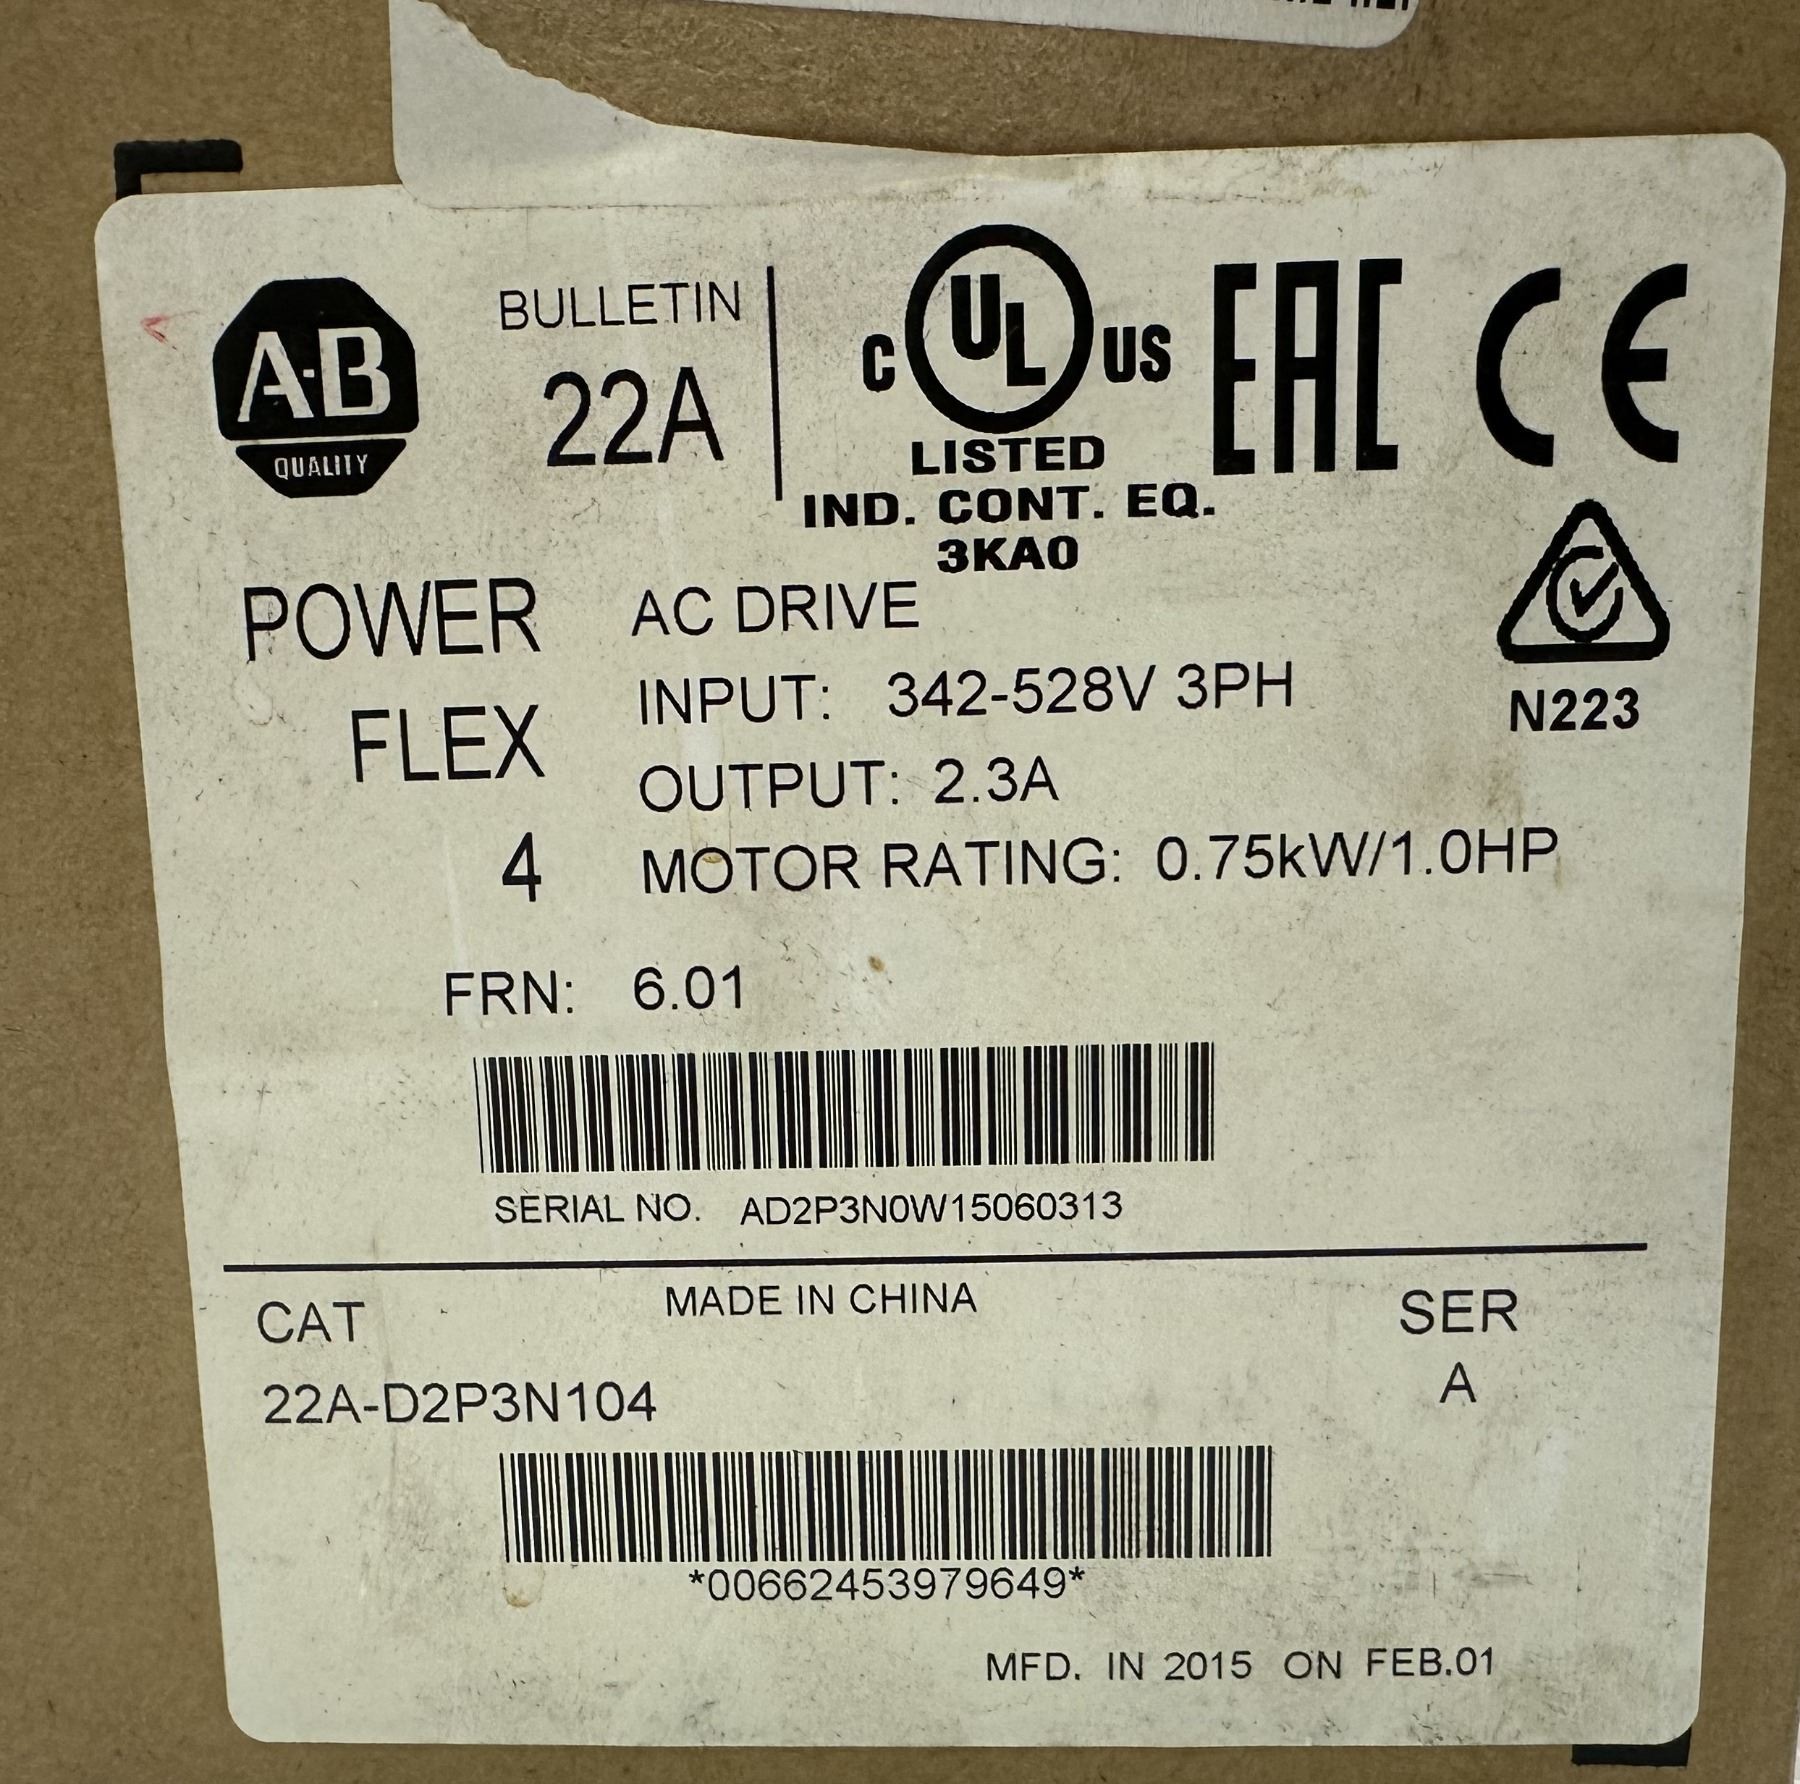 A-B
QUALITY
BULLETIN
22A
C UL US
LISTED
IND. CONT. EQ.
3KA0
EAC CE
N223
POWER
FLEX
4
AC DRIVE
INPUT: 342-528V 3PH
OUTPUT: 2.3A
MOTOR RATING: 0.75kW/1.0HP
FRN: 6.01
SERIAL NO. AD2P3N0W15060313
MADE IN CHINA
CAT
22A-D2P3N104
SER
A
*00662453979649*
MFD. IN 2015 ON FEB.01